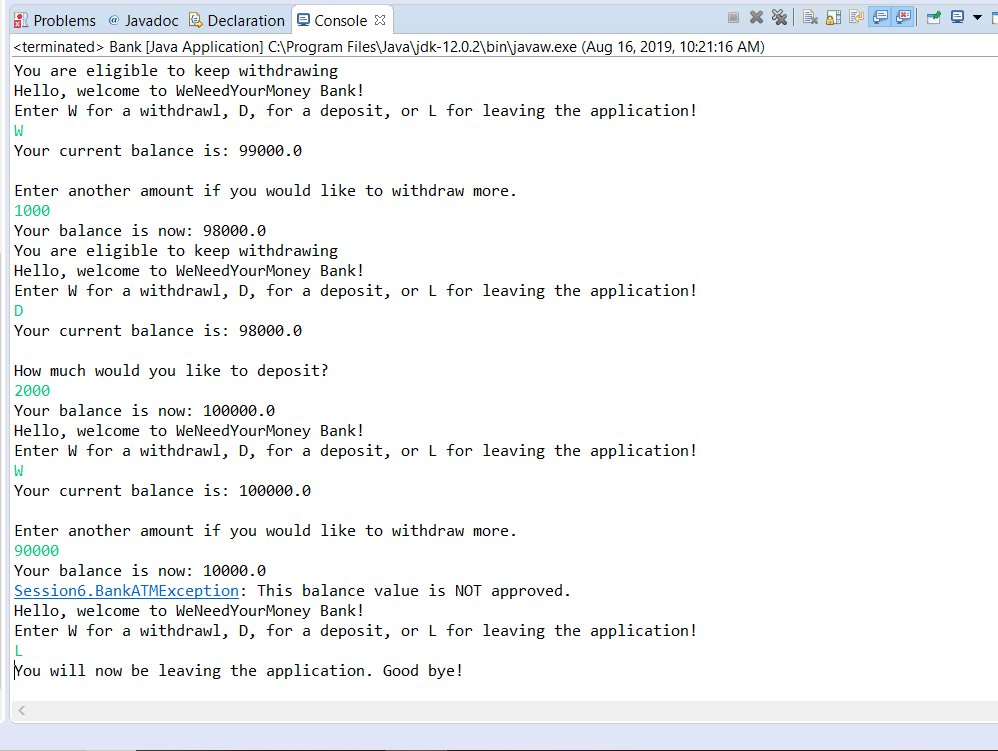 Problems @ Javadoc Declaration Console
<terminated> Bank [Java Application] C:\Program Files\Java\jdk-12.0.2\bin\javaw.exe (Aug 16, 2019, 10:21:16 AM)
You are eligible to keep withdrawing
Hello, welcome to WeNeedYourMoney Bank!
Enter W for a withdrawl, D, for a deposit, or L for leaving the application!
W
Your current balance is: 99000.0
Enter another amount if you would like to withdraw more.
1000
Your balance is now: 98000.0
You are eligible to keep withdrawing
Hello, welcome to WeNeedYourMoney Bank!
Enter W for a withdrawl, D, for a deposit, or L for leaving the application!
D
Your current balance is: 98000.0
How much would you like to deposit?
2000
Your balance is now: 100000.0
Hello, welcome to WeNeedYourMoney Bank!
Enter W for a withdrawl, D, for a deposit, or L for leaving the application!
W
Your current balance is: 100000.0
Enter another amount if you would like to withdraw more.
90000
Your balance is now: 10000.0
Session6.BankATMException: This balance value is NOT approved.
Hello, welcome to WeNeedYourMoney Bank!
Enter W for a withdrawl, D, for a deposit, or L for leaving the application!
L
You will now be leaving the application. Good bye!